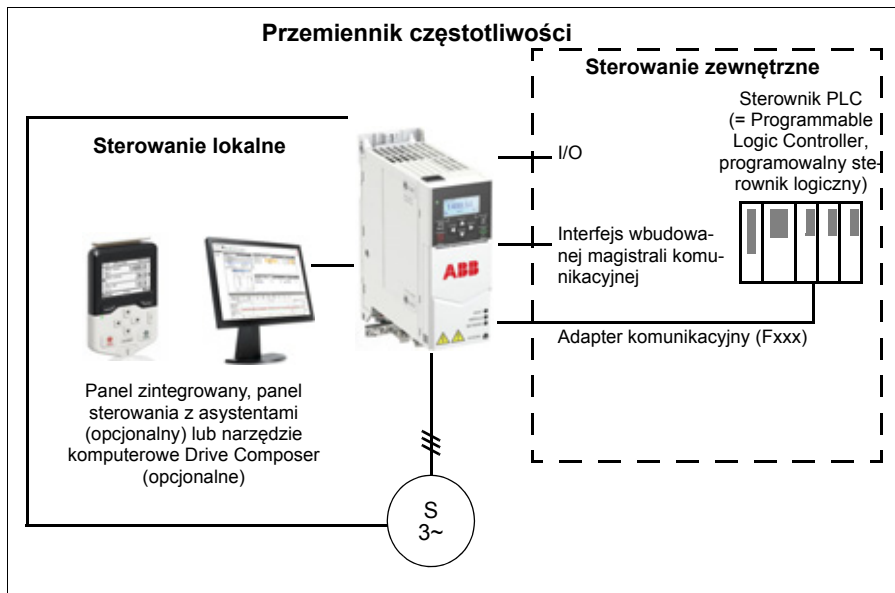 Przemiennik częstotliwości
Sterowanie zewnętrzne
Sterownik PLC
(= Programmable
Logic Controller,
programowalny ste-
rownik logiczny)
Sterowanie lokalne
I/O
Interfejs wbudowa-
nej magistrali komu-
nikacyjnej
ABB
Adapter komunikacyjny (Fxxx)
Panel zintegrowany, panel
sterowania z asystentami
(opcjonalny) lub narzędzie
komputerowe Drive Composer
(opcjonalne)
S
3~